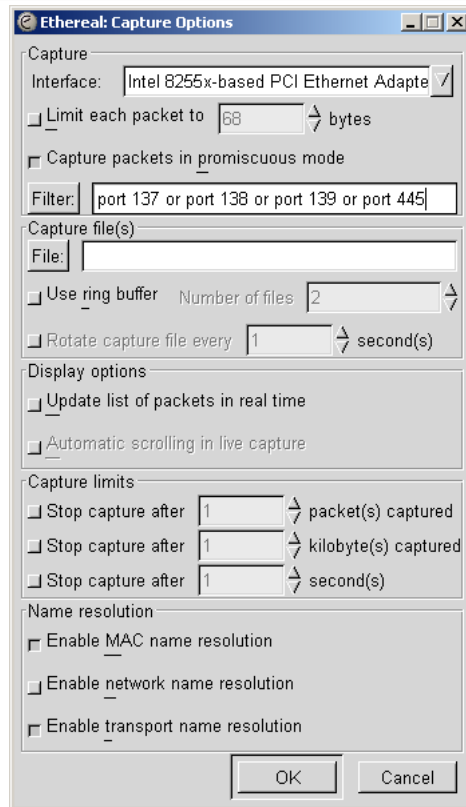 Ethereal: Capture Options
Capture
Interface: Intel 8255x-based PCI Ethernet Adapte
Limit each packet to 68 bytes
Capture packets in promiscuous mode
Filter: port 137 or port 138 or port 139 or port 445
Capture file(s)
File:
Use ring buffer Number of files 2
Rotate capture file every 1 second(s)
Display options
Update list of packets in real time
Automatic scrolling in live capture
Capture limits
Stop capture after 1 packet(s) captured
Stop capture after 1 kilobyte(s) captured
Stop capture after 1 second(s)
Name resolution
Enable MAC name resolution
Enable network name resolution
Enable transport name resolution
OK Cancel